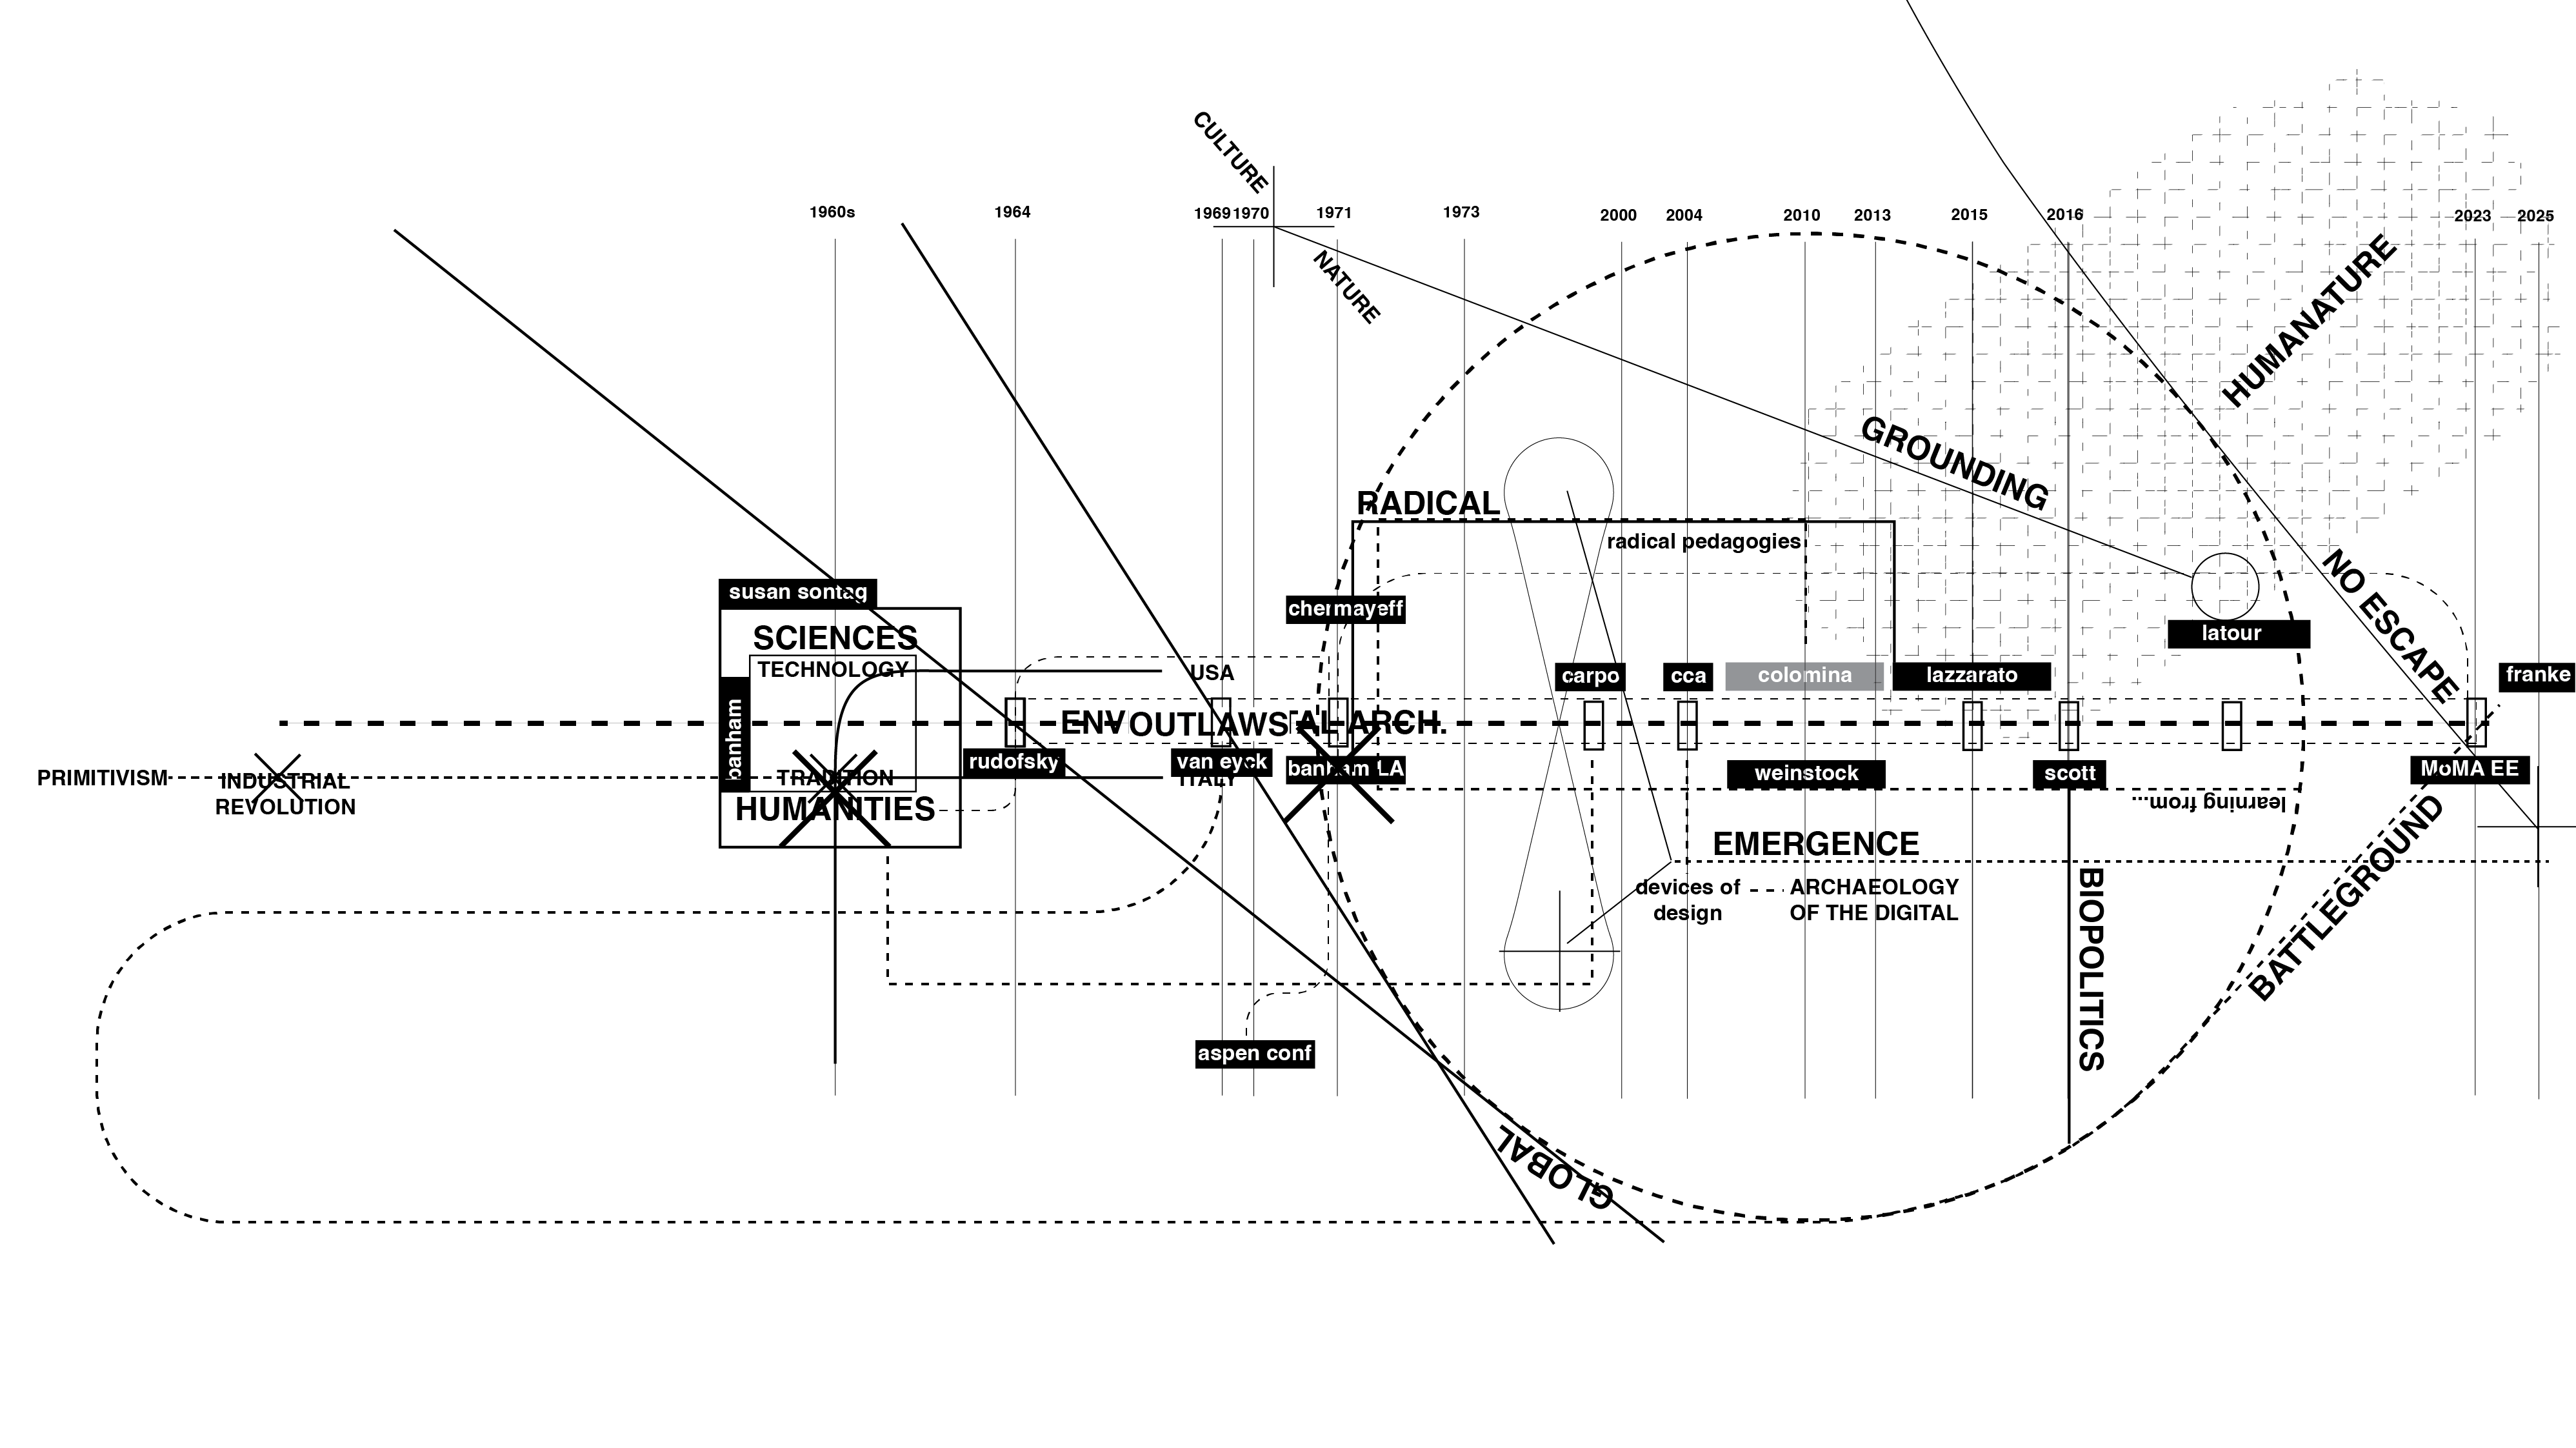 CULTURE
1960s
1964
1969
1970
1971
1973
2000
2004
2010
2013
2015
2016
2023
2025
NATURE
HUMANATURE
GROUNDING
RADICAL
radical pedagogies
NO ESCAPE
susan sontag
chermayeff
SCIENCES
TECHNOLOGY
latour
USA
carpo
cca
colomina
lazzarato
franke
banham
ENV
OUTLAWS
AL ARCH.
rudofsky
van eyck
ITALY
banham LA
weinstock
scott
MoMA EE
PRIMITIVISM
INDUSTRIAL
REVOLUTION
TRADITION
HUMANITIES
learning from...
EMERGENCE
devices of
design
ARCHAEOLOGY
OF THE DIGITAL
BIOPOLITICS
BATTLEGROUND
aspen conf
GLOBAL